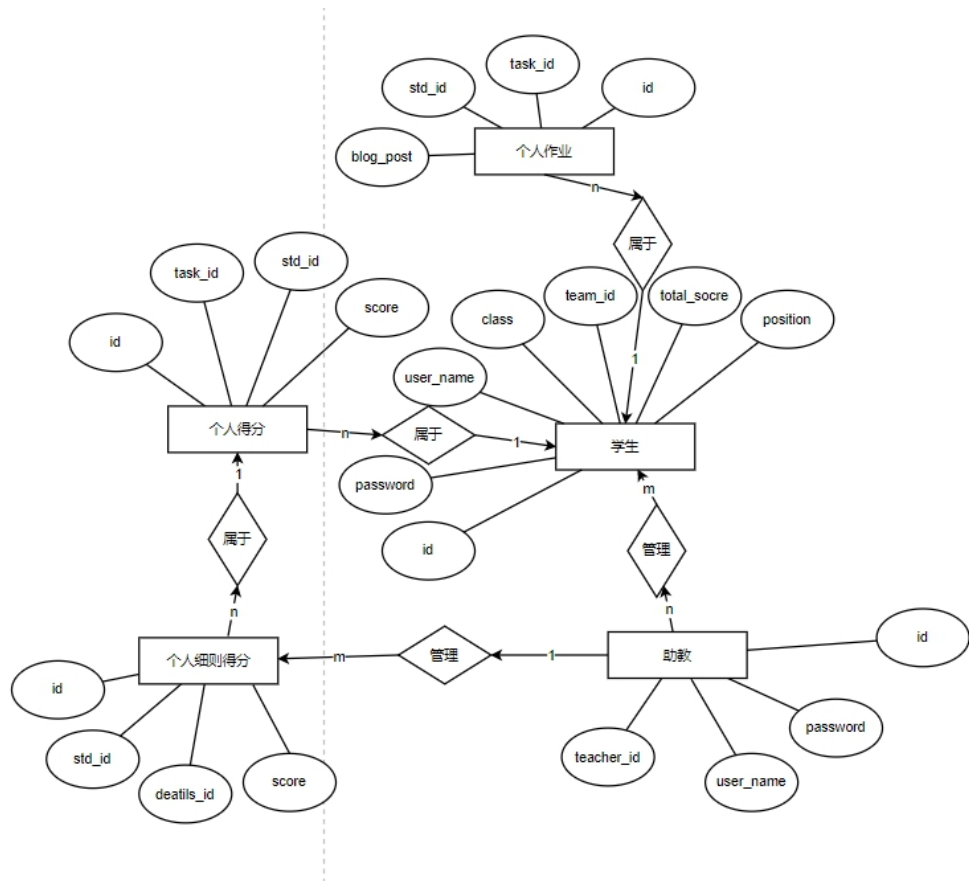 task_id
std_id
id
blog_post
个人作业
n
属于
std_id
task_id
score
id
team_id
total_socre
class
position
1
user_name
个人得分
n
属于
1
学生
password
id
1
属于
n
m
管理
n
个人细则得分
m
管理
1
助教
id
id
std_id
deatils_id
score
teacher_id
user_name
password